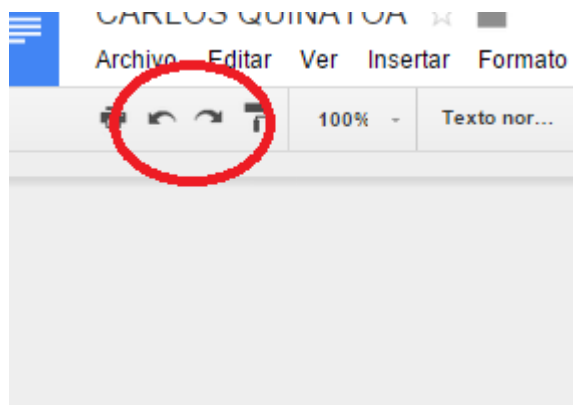 CARLOS QUINATOA
Archivo Editar Ver Insertar Formato
100% Texto nor...